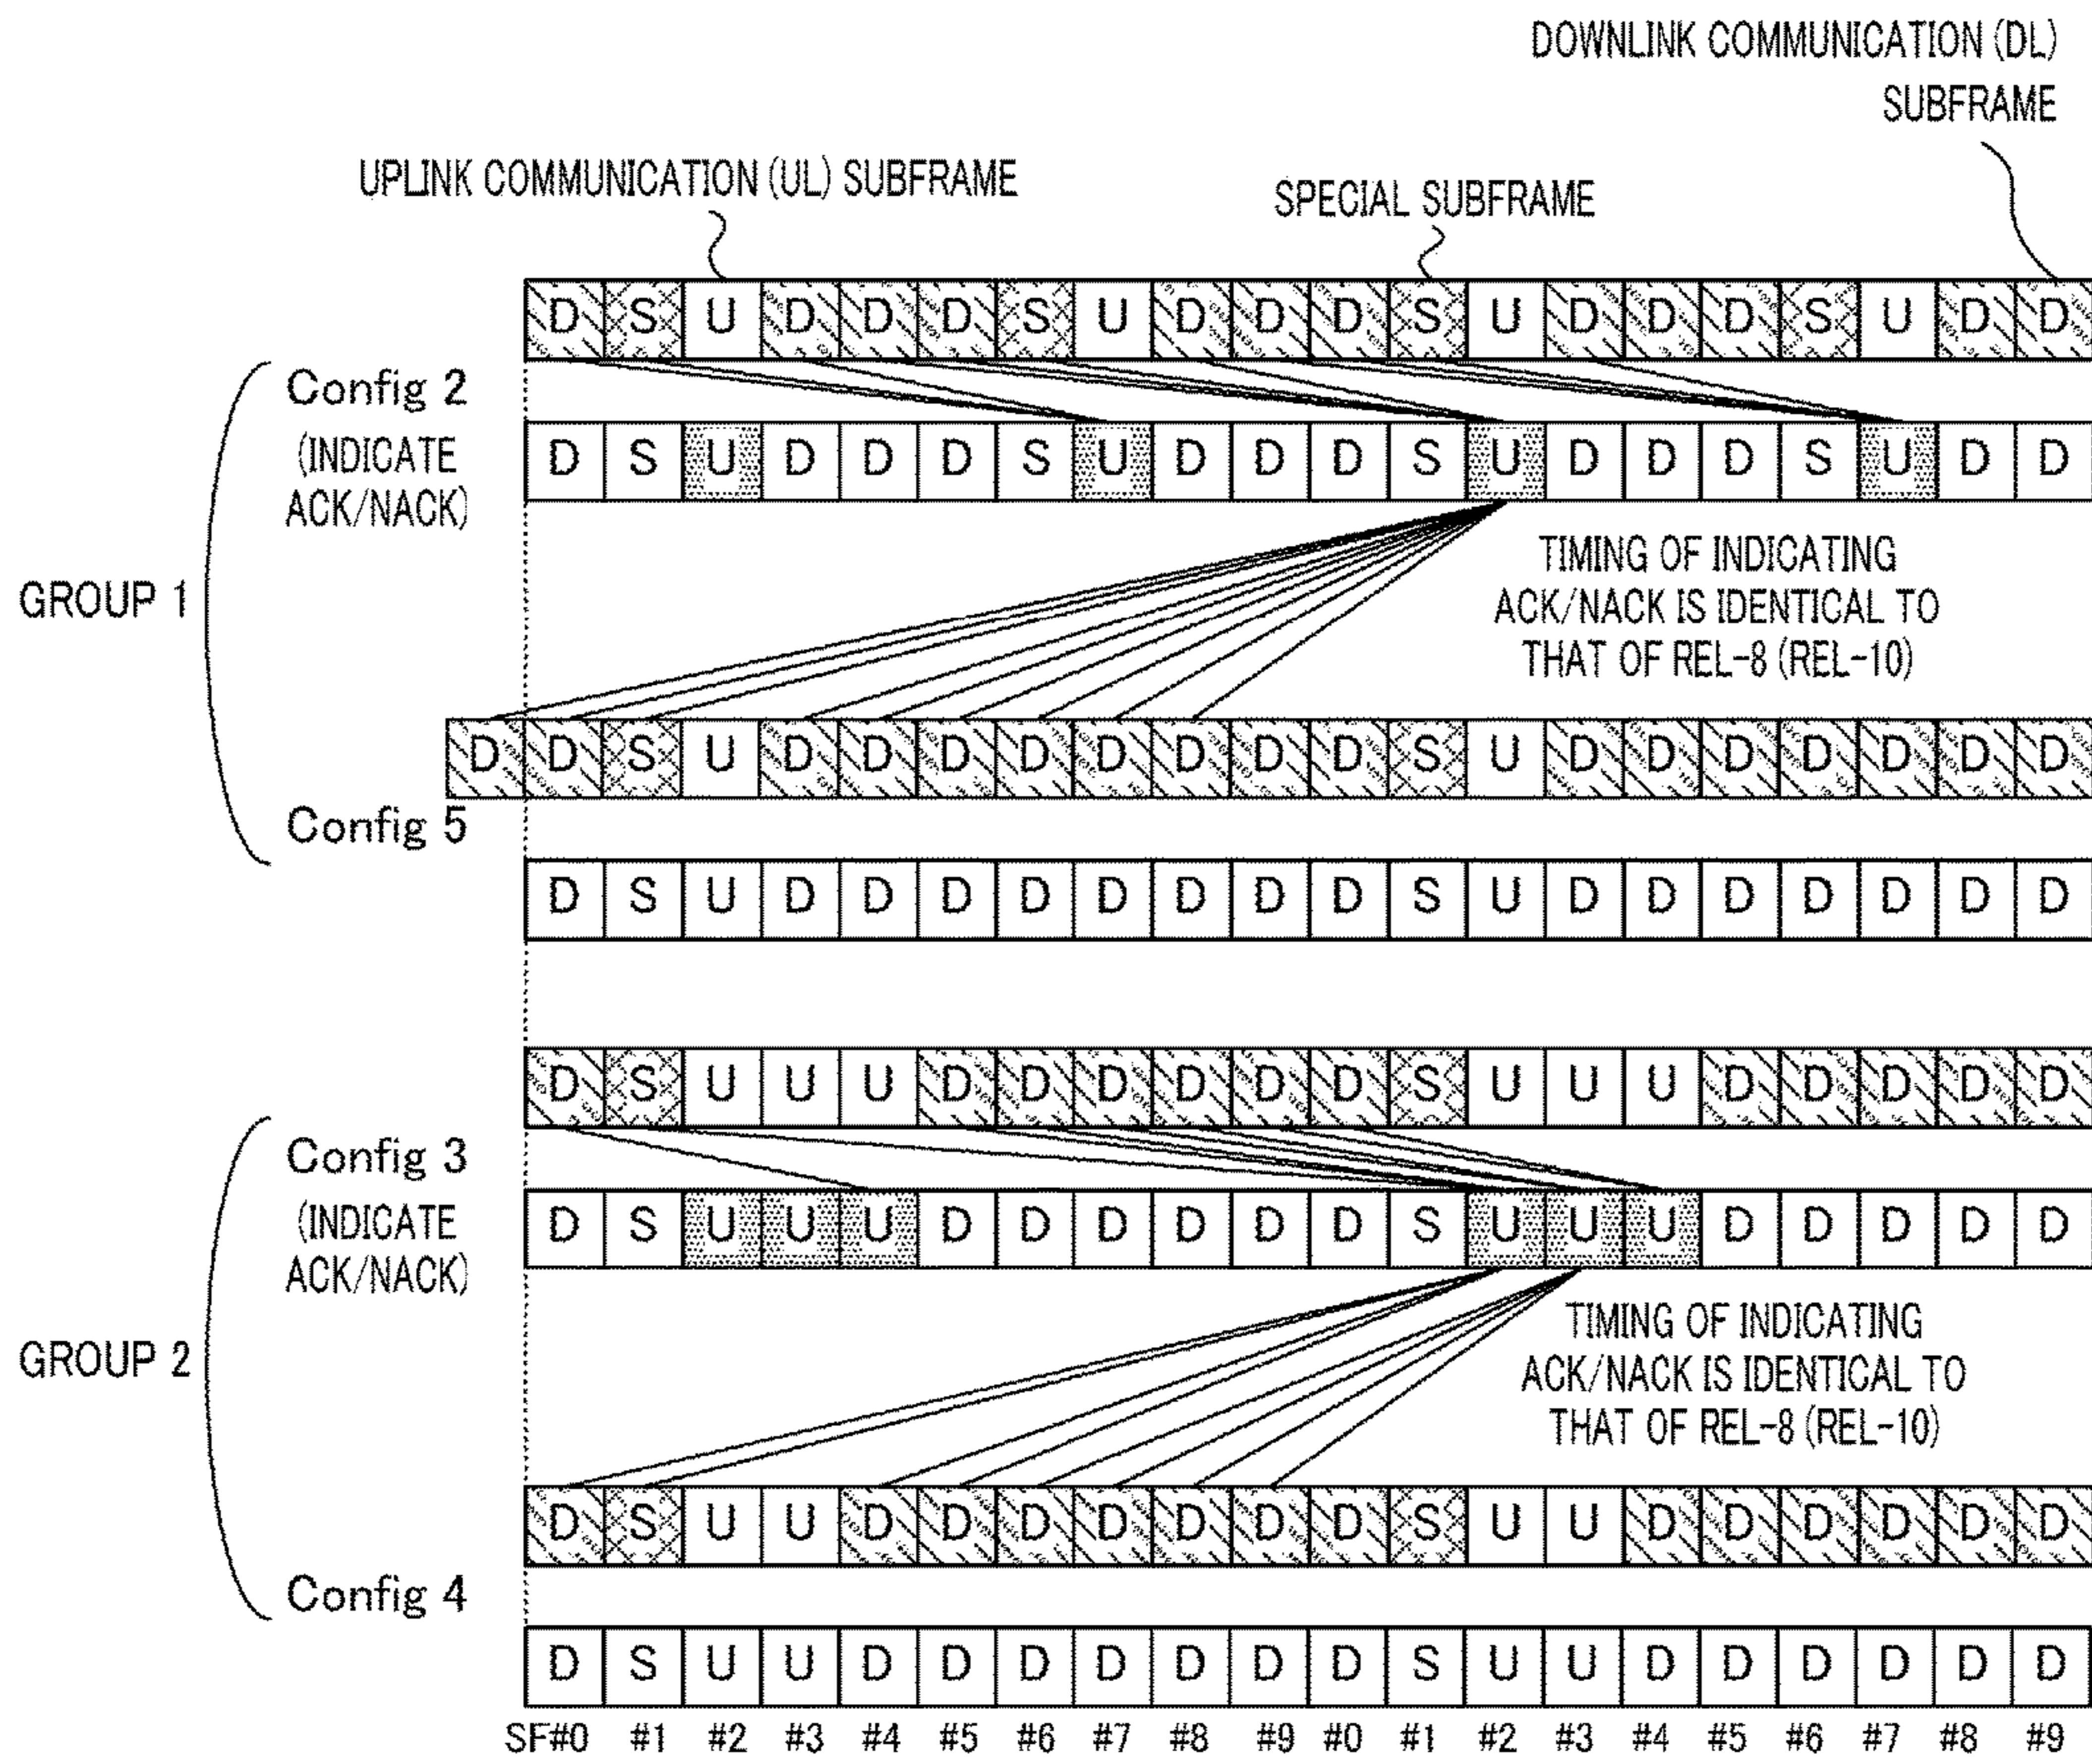 DOWNLINK COMMUNICATION (DL)
SUBFRAME
UPLINK COMMUNICATION (UL) SUBFRAME
SPECIAL SUBFRAME
D S U D D D S U D D D S U D D D S U D D
Config 2
(INDICATE
ACK/NACK)
D S U D D D S U D D D S U D D D S U D D
GROUP 1
TIMING OF INDICATING
ACK/NACK IS IDENTICAL TO
THAT OF REL-8 (REL-10)
D D S U D D D D D D D D S U D D D D D D D
Config 5
D S U D D D D D D D D S U D D D D D D D
D S U U U D D D D D D S U U U D D D D D
Config 3
(INDICATE
ACK/NACK)
D S U U U D D D D D D S U U U D D D D D
GROUP 2
TIMING OF INDICATING
ACK/NACK IS IDENTICAL TO
THAT OF REL-8 (REL-10)
D S U U D D D D D D D S U U D D D D D D
Config 4
D S U U D D D D D D D S U U D D D D D D
SF#0 #1 #2 #3 #4 #5 #6 #7 #8 #9 #0 #1 #2 #3 #4 #5 #6 #7 #8 #9